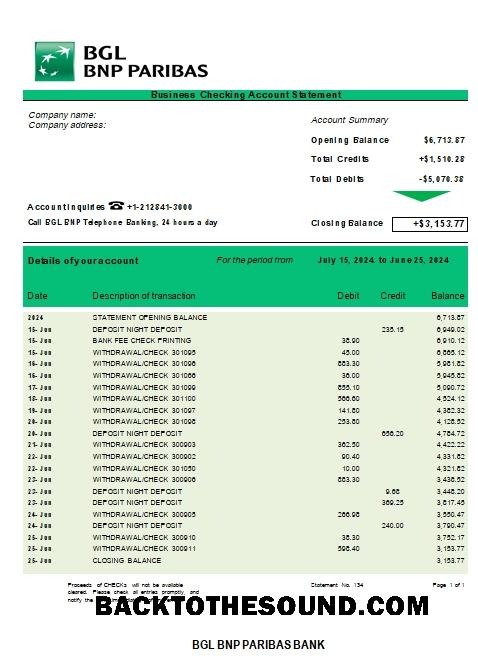 BGL
BNP PARIBAS
Business Checking Account Statement
Company name:
Company address:
Account Summary
Opening Balance $6,713.87
Total Credits +$1,510.28
Total Debits -$5,070.38
Account inquiries ☎ +1-212841-3000
Call BGL BNP Telephone Banking, 24 hours a day
Closing Balance +$3,153.77
Details of your account For the period from July 15, 2024, to June 25, 2024
Date Description of transaction Debit Credit Balance
2024 STATEMENT OPENING BALANCE 6,713.87
15- Jun DEPOSIT NIGHT DEPOSIT 235.15 6,949.02
15- Jun BANK FEE CHECK PRINTING 38.90 6,910.12
15- Jun WITHDRAWAL/CHECK 301095 45.00 6,865.12
16- Jun WITHDRAWAL/CHECK 301096 883.30 5,981.82
16- Jun WITHDRAWAL/CHECK 301066 36.00 5,945.82
17- Jun WITHDRAWAL/CHECK 301099 855.10 5,090.72
18- Jun WITHDRAWAL/CHECK 301100 566.60 4,524.12
19- Jun WITHDRAWAL/CHECK 301097 141.80 4,382.32
20- Jun WITHDRAWAL/CHECK 301098 253.80 4,128.52
20- Jun DEPOSIT NIGHT DEPOSIT 656.20 4,784.72
21- Jun WITHDRAWAL/CHECK 300903 362.50 4,422.22
22- Jun WITHDRAWAL/CHECK 300902 90.40 4,331.82
22- Jun WITHDRAWAL/CHECK 301050 10.00 4,321.82
22- Jun WITHDRAWAL/CHECK 300906 883.30 3,438.52
23- Jun DEPOSIT NIGHT DEPOSIT 9.68 3,448.20
23- Jun DEPOSIT NIGHT DEPOSIT 369.25 3,817.45
24- Jun WITHDRAWAL/CHECK 300905 266.98 3,550.47
24- Jun DEPOSIT NIGHT DEPOSIT 240.00 3,790.47
25- Jun WITHDRAWAL/CHECK 300910 38.30 3,752.17
25- Jun WITHDRAWAL/CHECK 300911 598.40 3,153.77
25- Jun CLOSING BALANCE 3,153.77
Proceeds of CHECKs will not be available Statement No. 134 Page 1 of 1
cleared. Please check all entries promptly, and
notify the
BACKTOTHESOUND.COM
BGL BNP PARIBAS BANK